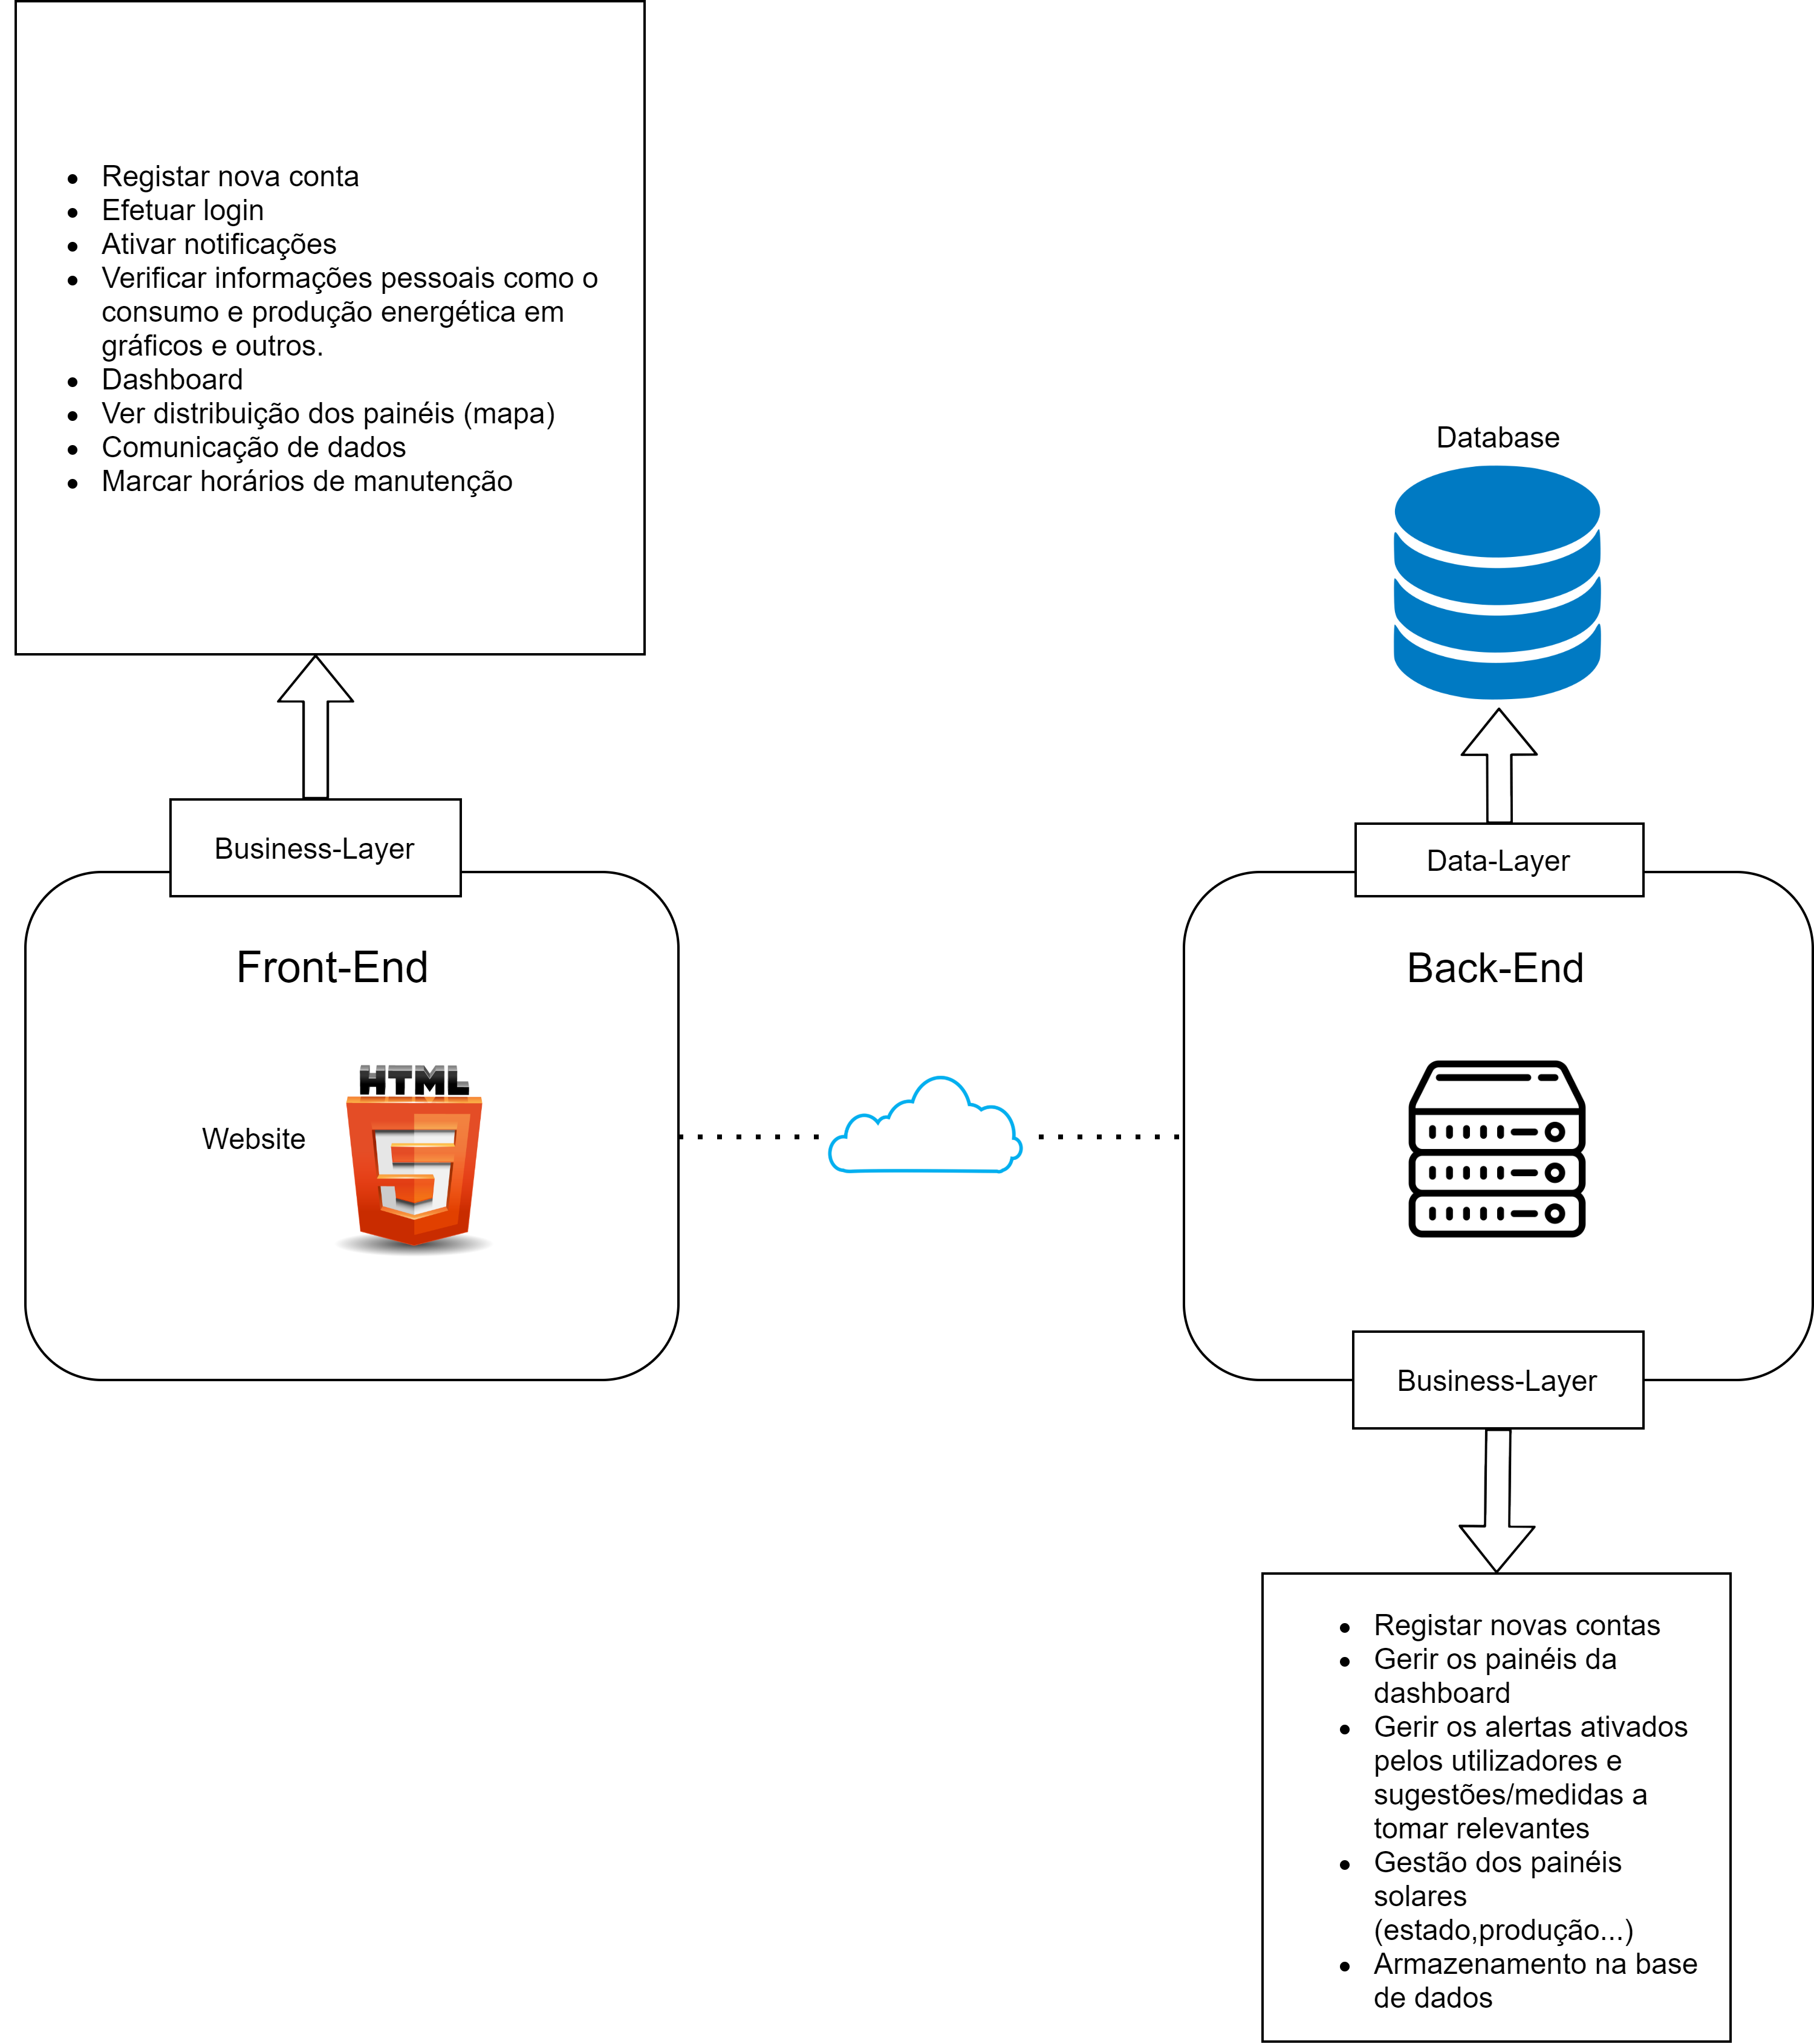 Registar nova conta
Efetuar login
Ativar notificações
Verificar informações pessoais como o
consumo e produção energética em
gráficos e outros.
Dashboard
Ver distribuição dos painéis (mapa)
Comunicação de dados
Marcar horários de manutenção
Database
Business-Layer
Data-Layer
Front-End
Back-End
HTML
5
Website
Business-Layer
Registar novas contas
Gerir os painéis da
dashboard
Gerir os alertas ativados
pelos utilizadores e
sugestões/medidas a
tomar relevantes
Gestão dos painéis
solares
(estado,produção...)
Armazenamento na base
de dados